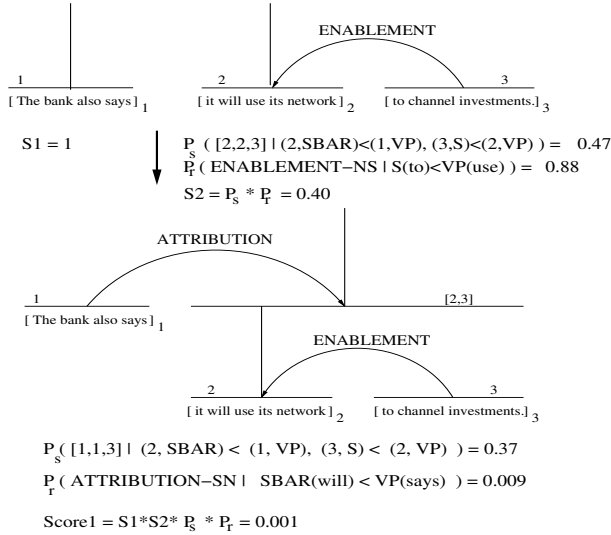 ENABLEMENT
1 2 3
[ The bank also says ] 1 [ it will use its network ] 2 [ to channel investments. ] 3
S1 = 1 P s ( [2,2,3] | (2,SBAR)<(1,VP), (3,S)<(2,VP) ) = 0.47
P r ( ENABLEMENT−NS | S(to)<VP(use) ) = 0.88
S2 = P s * P r = 0.40
ATTRIBUTION
1 [2,3]
[ The bank also says ] 1
ENABLEMENT
2 3
[ it will use its network ] 2 [ to channel investments. ] 3
P s ( [1,1,3] | (2, SBAR) < (1, VP), (3, S) < (2, VP) ) = 0.37
P r ( ATTRIBUTION−SN | SBAR(will) < VP(says) ) = 0.009
Score1 = S1*S2* P s * P r = 0.001